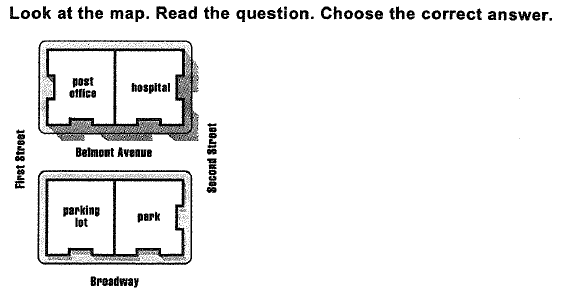 Look at the map. Read the question. Choose the correct answer.
post
office
hospital
First Street
Belmont Avenue
Second Street
parking
lot
park
Broadway